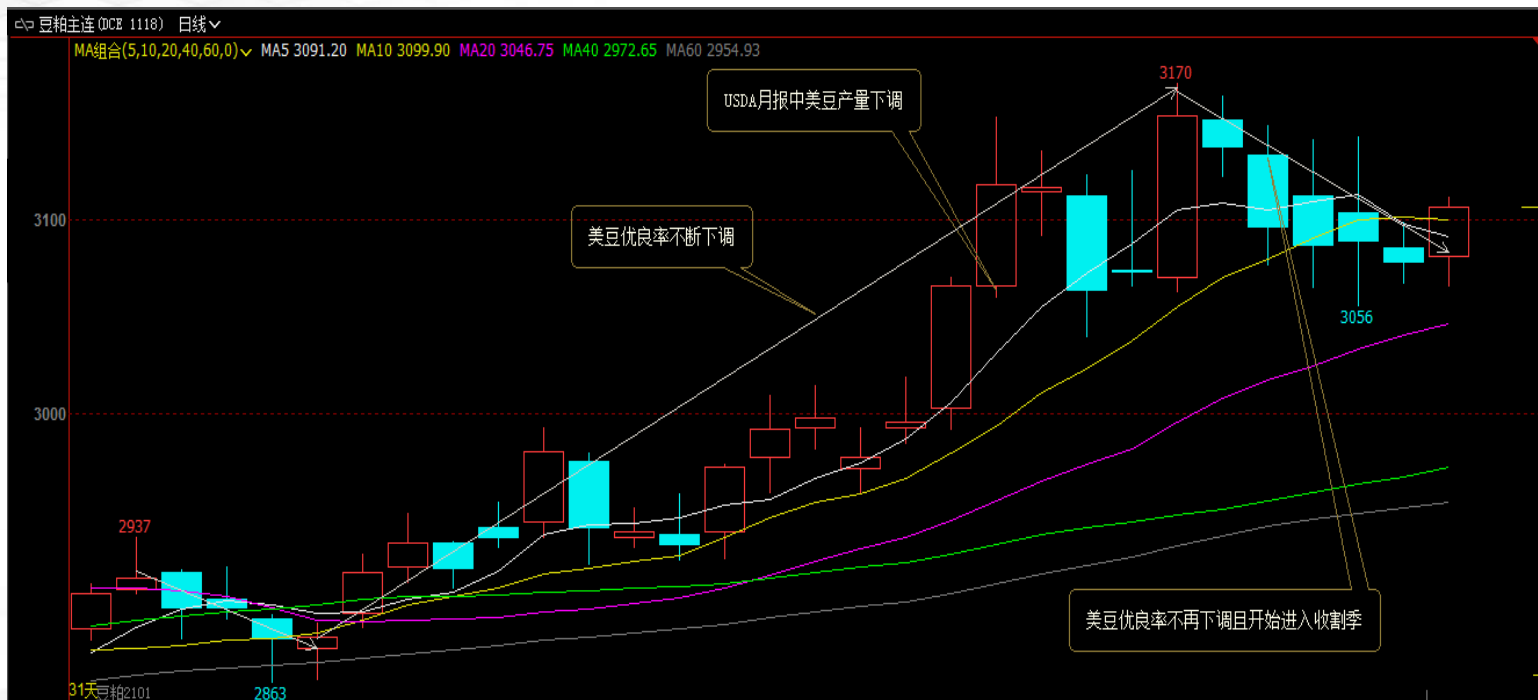 豆粕主连(DCE 1118) 日线
MA组合(5,10,20,40,60,0) MA5 3091.20 MA10 3099.90 MA20 3046.75 MA40 2972.65 MA60 2954.93
3170
USDA月报中美豆产量下调
3100
美豆优良率不断下调
3056
3000
2937
美豆优良率不再下调且开始进入收割季
31天豆粕2101
2863